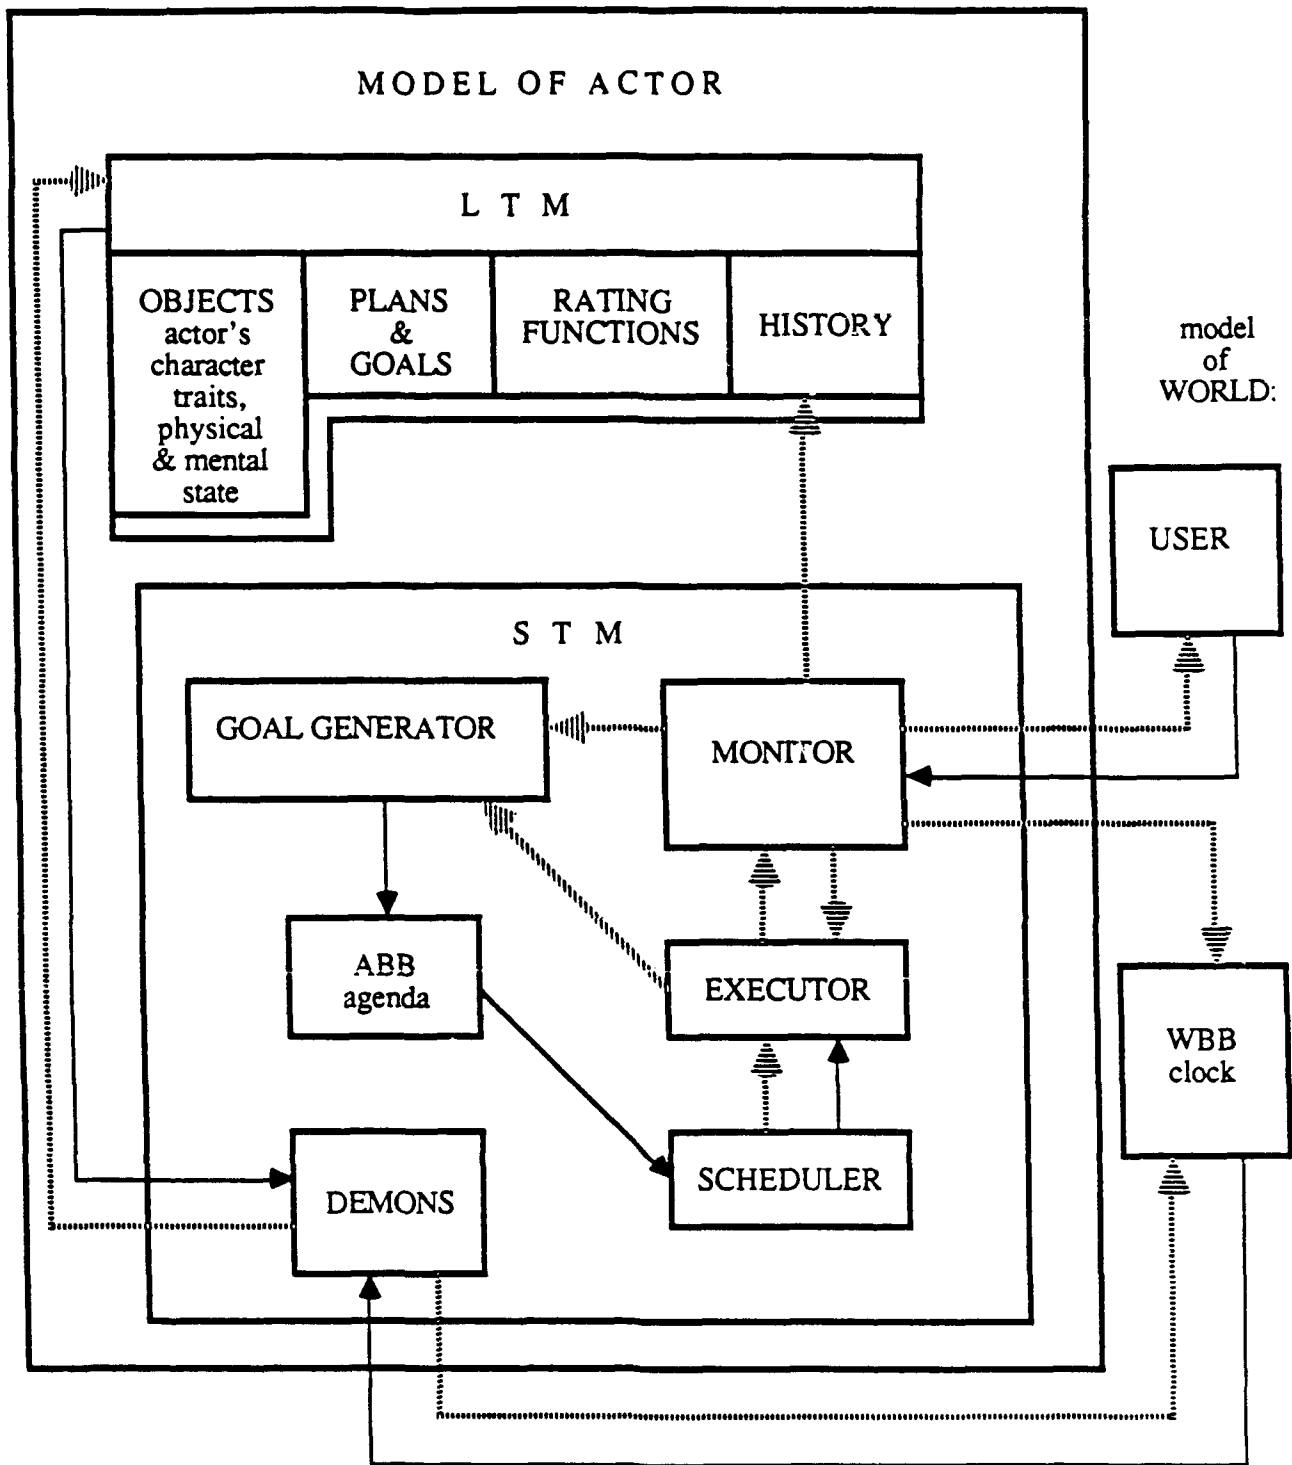 MODEL OF ACTOR
L T M
OBJECTS
actor's
character
traits,
physical
& mental
state
PLANS
&
GOALS
RATING
FUNCTIONS
HISTORY
model
of
WORLD:
USER
S T M
GOAL GENERATOR
MONITOR
ABB
agenda
EXECUTOR
WBB
clock
DEMONS
SCHEDULER